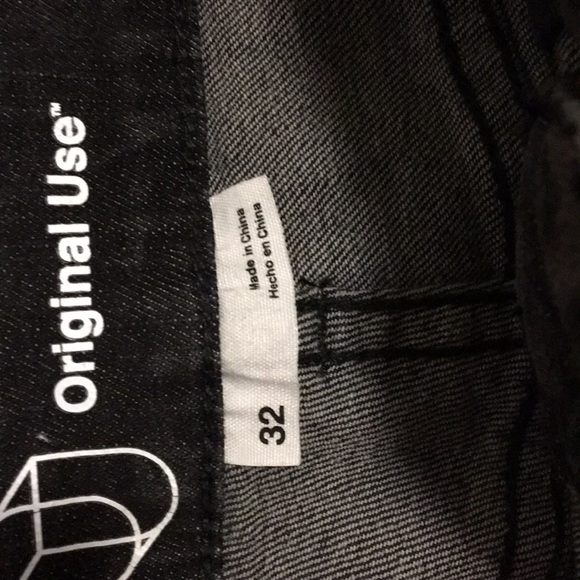 Original Use™
Made in China
Hecho en China
32